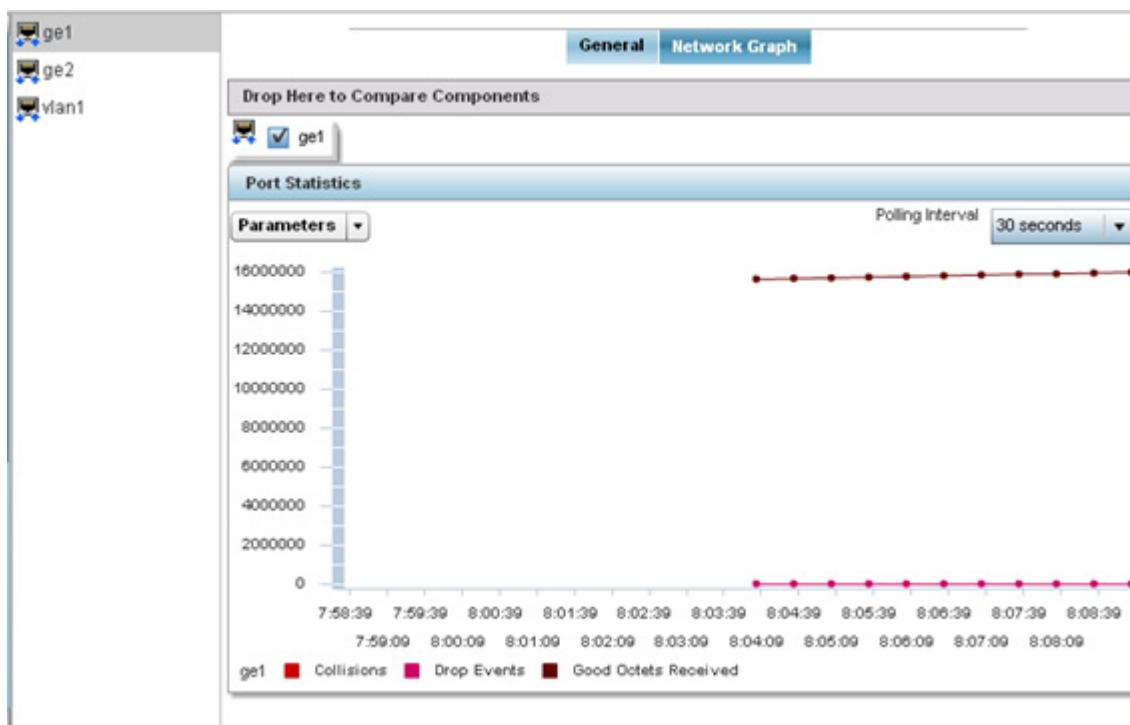 ge1
ge2
vlan1
General Network Graph
Drop Here to Compare Components
ge1
Port Statistics
Parameters
Polling Interval 30 seconds
16000000
14000000
12000000
10000000
8000000
6000000
4000000
2000000
0
7:58:39 7:59:39 8:00:39 8:01:39 8:02:39 8:03:39 8:04:39 8:05:39 8:06:39 8:07:39 8:08:39
7:59:09 8:00:09 8:01:09 8:02:09 8:03:09 8:04:09 8:05:09 8:06:09 8:07:09 8:08:09
ge1 Collisions Drop Events Good Octets Received